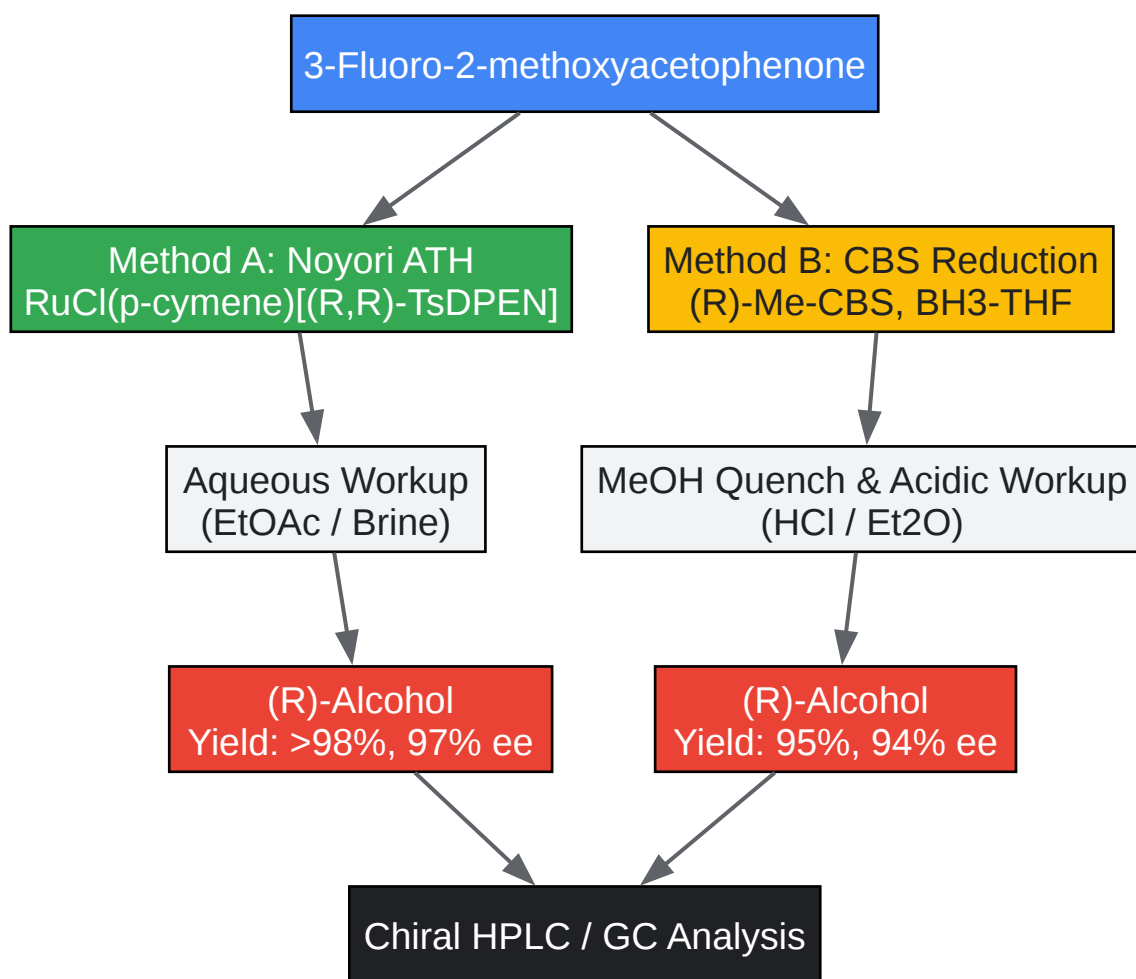 3-Fluoro-2-methoxyacetophenone
Method A: Noyori ATH
RuCl(p-cymene)[(R,R)-TsDPEN]
Method B: CBS Reduction
(R)-Me-CBS, BH3-THF
Aqueous Workup
(EtOAc / Brine)
MeOH Quench & Acidic Workup
(HCl / Et2O)
(R)-Alcohol
Yield: >98%, 97% ee
(R)-Alcohol
Yield: 95%, 94% ee
Chiral HPLC / GC Analysis